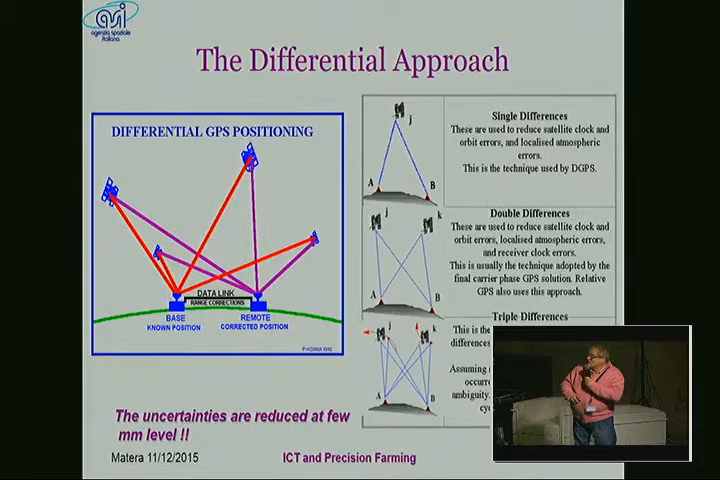 asi
agenzia spaziale
italiana
The Differential Approach
DIFFERENTIAL GPS POSITIONING
DATA LINK
RANGE CORRECTIONS
BASE
KNOWN POSITION
REMOTE
CORRECTED POSITION
The uncertainties are reduced at few
mm level !!
j
A
B
Single Differences
These are used to reduce satellite clock and
orbit errors, and localised atmospheric
errors.
This is the technique used by DGPS.
j
k
A
B
Double Differences
These are used to reduce satellite clock and
orbit errors, localised atmospheric errors,
and receiver clock errors.
This is usually the technique adopted by the
final carrier phase GPS solution. Relative
GPS also uses this approach.
j
k
A
B
Triple Differences
This is the
differences
Assuming
occurre
ambiguity.
cy
Matera 11/12/2015
ICT and Precision Farming